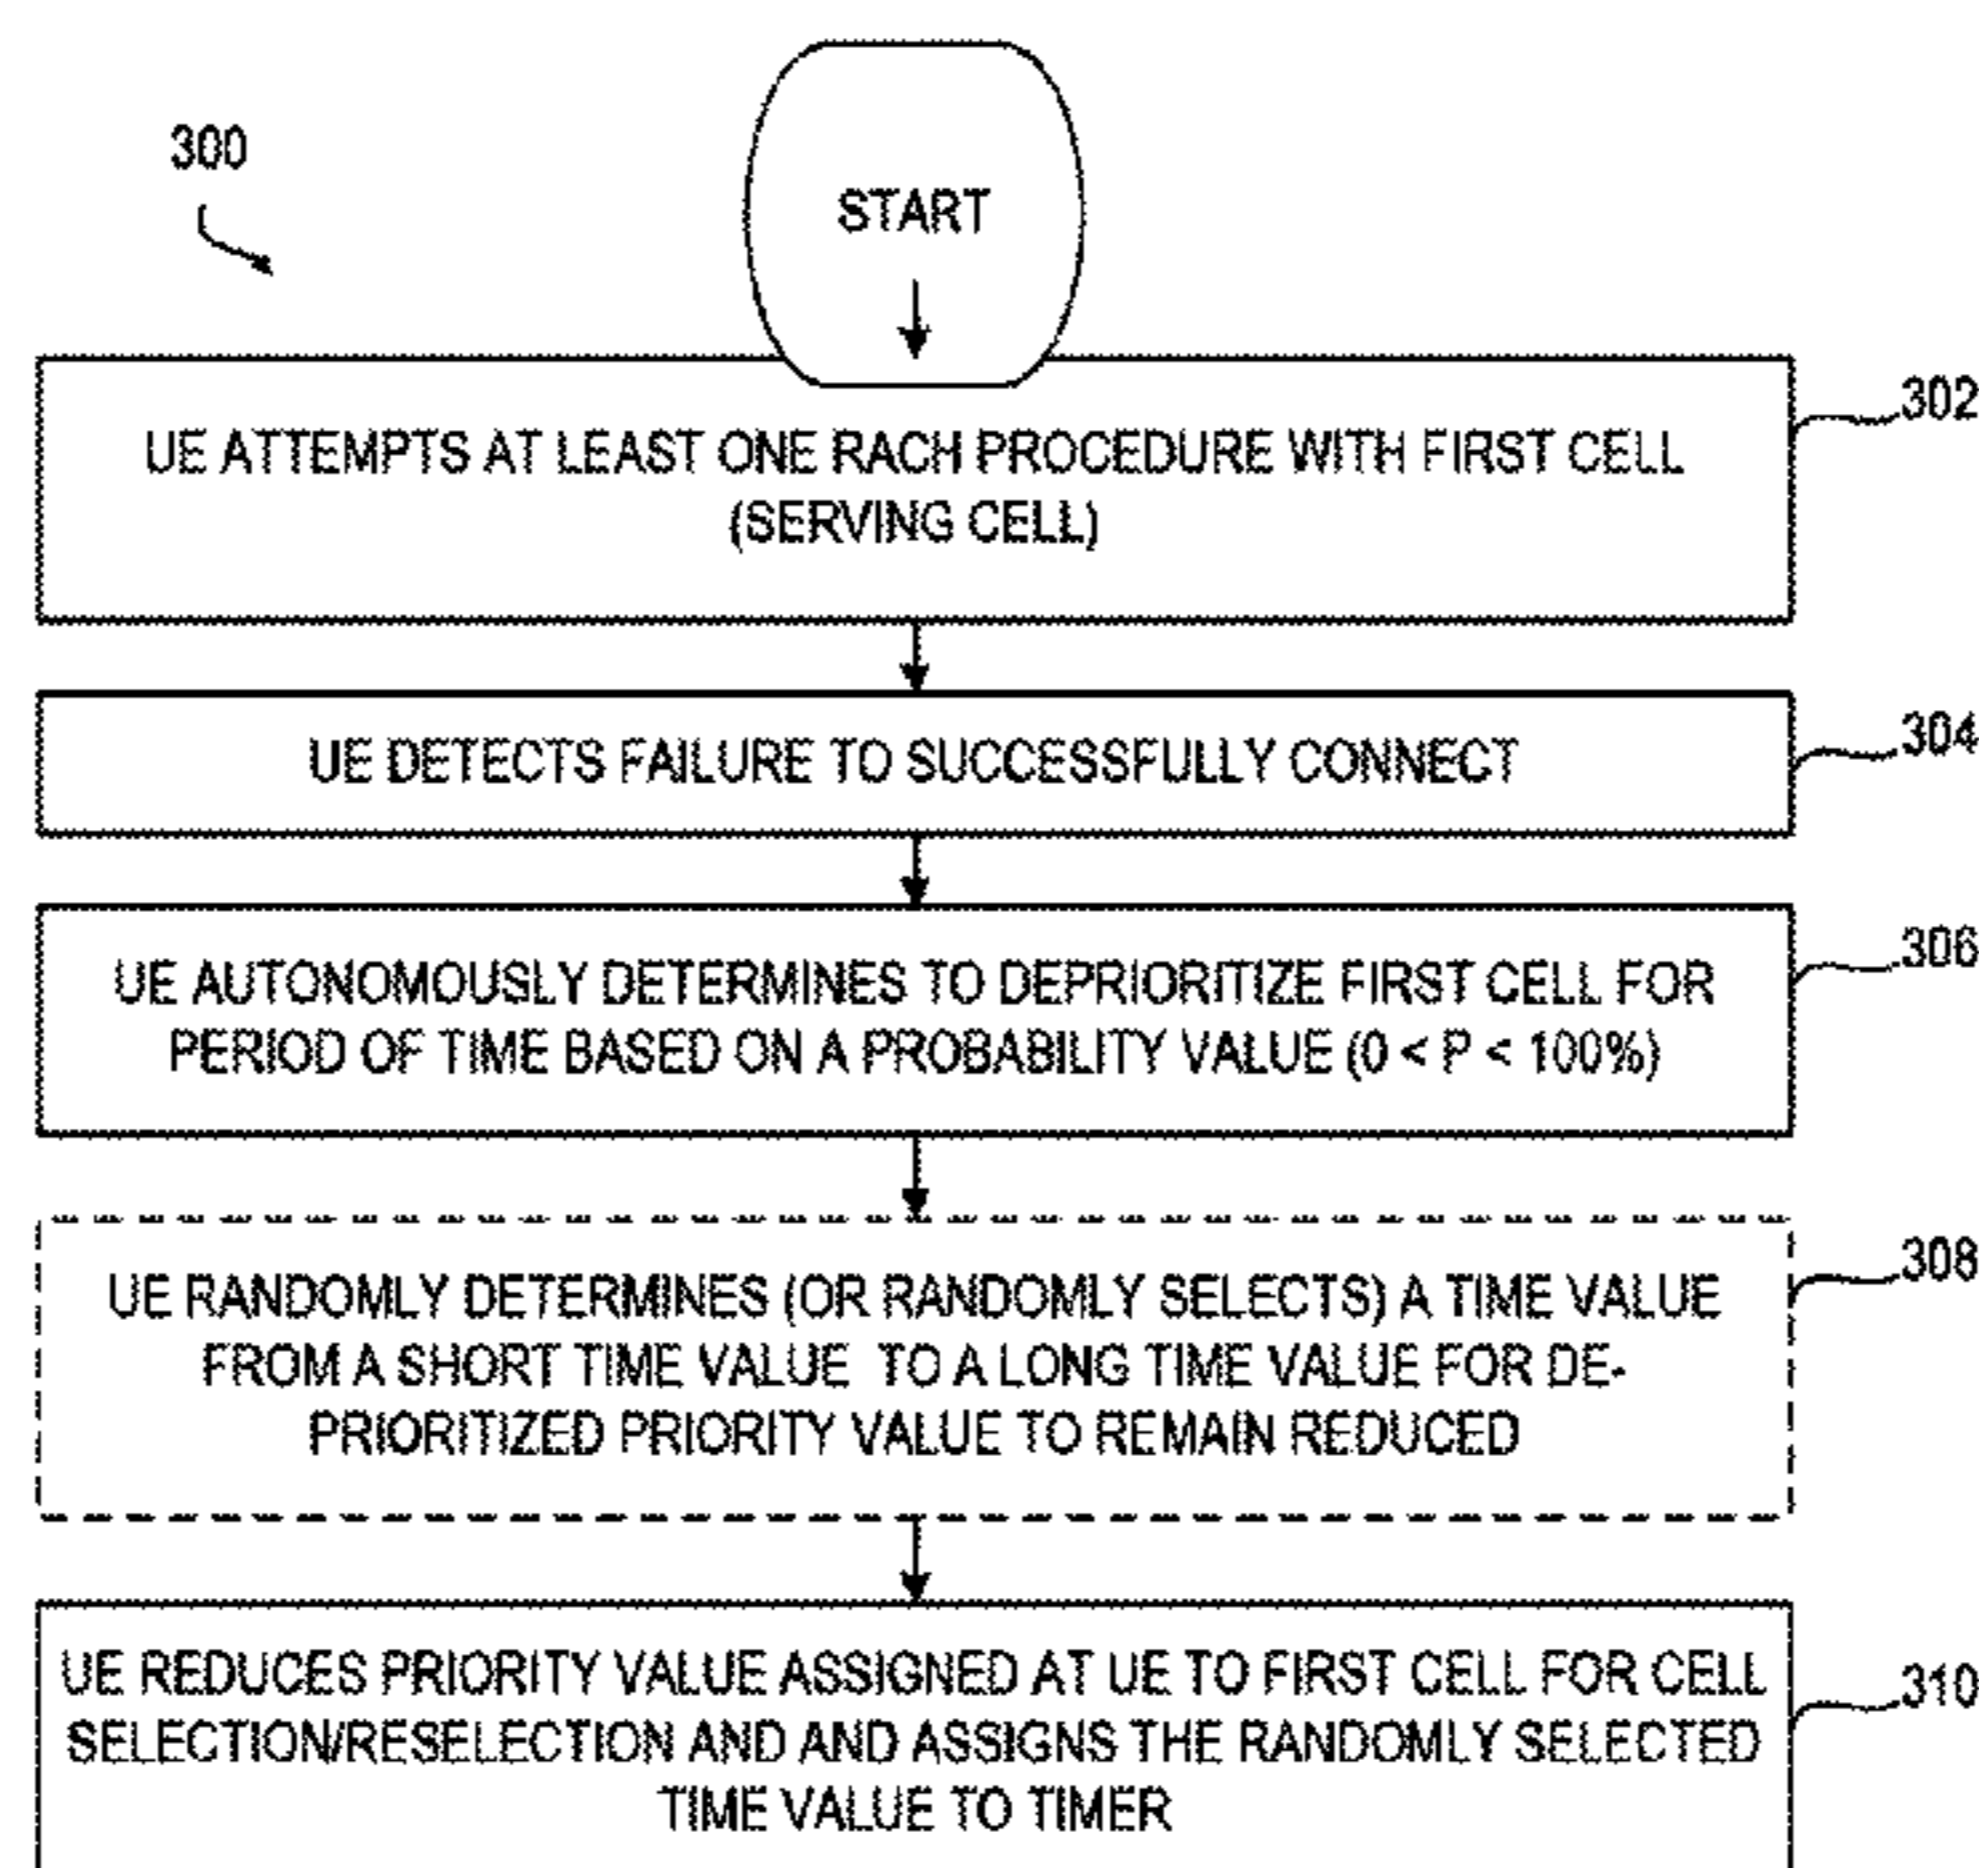 300
START
302
UE ATTEMPTS AT LEAST ONE RACH PROCEDURE WITH FIRST CELL
(SERVING CELL)
304
UE DETECTS FAILURE TO SUCCESSFULLY CONNECT
306
UE AUTONOMOUSLY DETERMINES TO DEPRIORITIZE FIRST CELL FOR
PERIOD OF TIME BASED ON A PROBABILITY VALUE (0 < P < 100%)
308
UE RANDOMLY DETERMINES (OR RANDOMLY SELECTS) A TIME VALUE
FROM A SHORT TIME VALUE TO A LONG TIME VALUE FOR DE-
PRIORITIZED PRIORITY VALUE TO REMAIN REDUCED
310
UE REDUCES PRIORITY VALUE ASSIGNED AT UE TO FIRST CELL FOR CELL
SELECTION/RESELECTION AND AND ASSIGNS THE RANDOMLY SELECTED
TIME VALUE TO TIMER